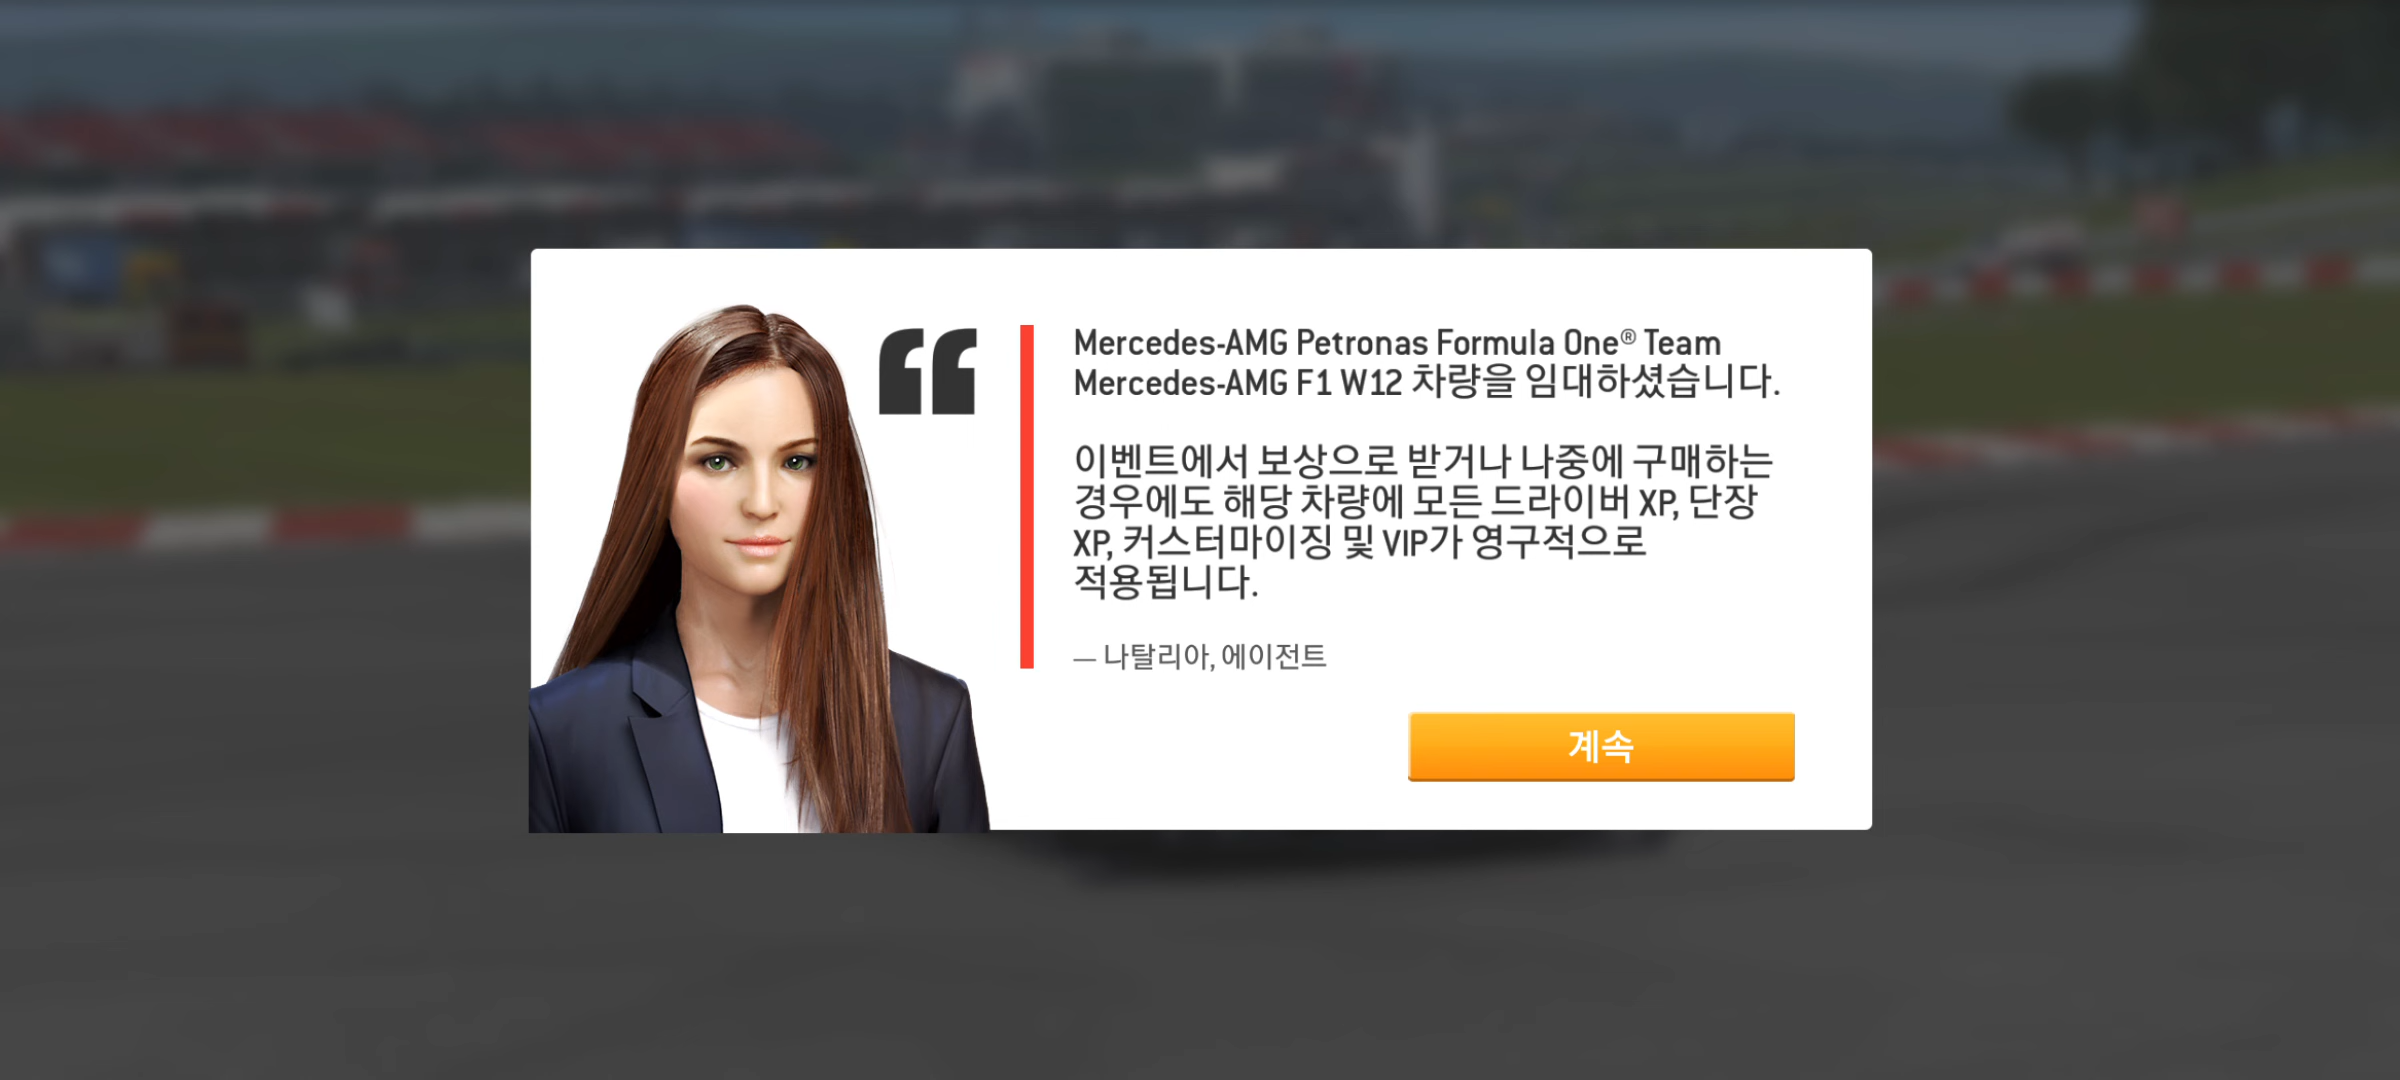 Mercedes-AMG Petronas Formula One® Team
Mercedes-AMG F1 W12 차량을 임대하셨습니다.
이벤트에서 보상으로 받거나 나중에 구매하는
경우에도 해당 차량에 모든 드라이버 XP, 단장
XP, 커스터마이징 및 VIP가 영구적으로
적용됩니다.
— 나탈리아, 에이전트
계속